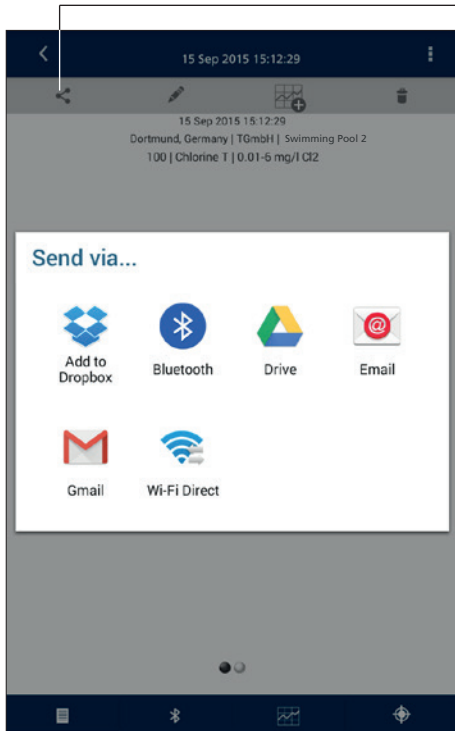 15 Sep 2015 15:12:29
15 Sep 2015 15:12:29
Dortmund, Germany | TGmbH | Swimming Pool 2
100 | Chlorine T | 0.01-6 mg/l Cl2
Send via...
Add to
Dropbox
Bluetooth
Drive
Email
Gmail
Wi-Fi Direct